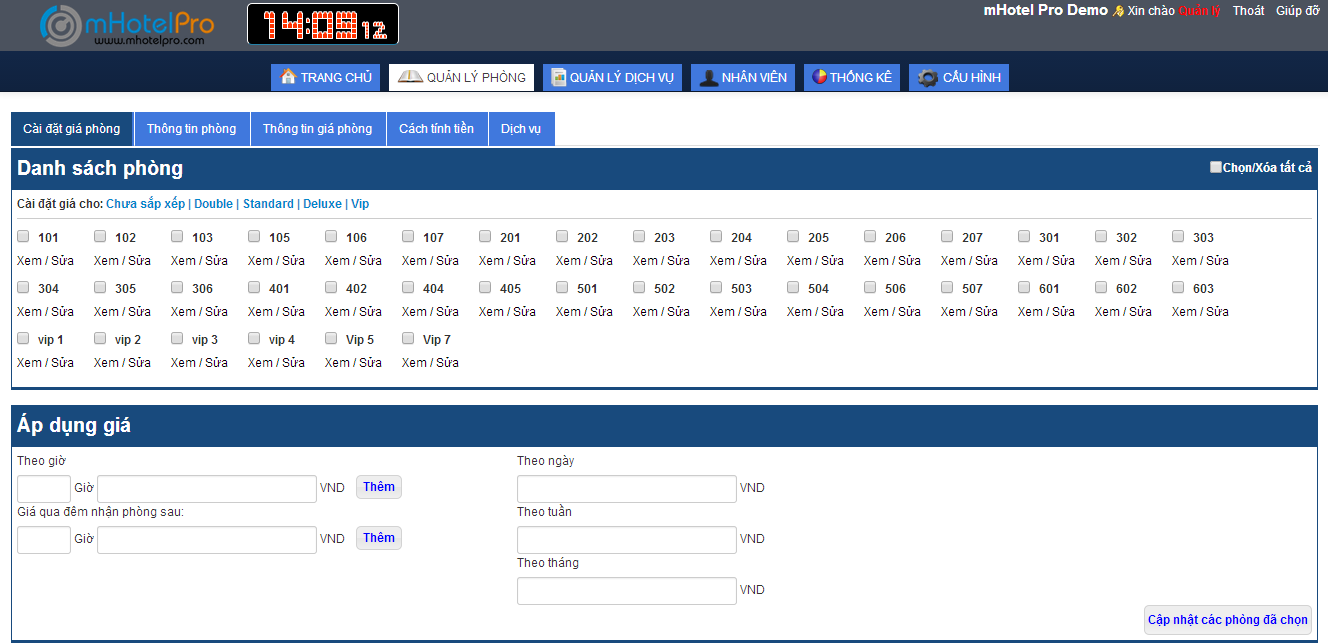 mHotelPro
www.mhotelpro.com
14:09 12
mHotel Pro Demo Xin chào Quản lý Thoát Giúp đỡ
TRANG CHỦ QUẢN LÝ PHÒNG QUẢN LÝ DỊCH VỤ NHÂN VIÊN THỐNG KÊ CẤU HÌNH
Cài đặt giá phòng Thông tin phòng Thông tin giá phòng Cách tính tiền Dịch vụ
Danh sách phòng Chọn/Xóa tất cả
Cài đặt giá cho: Chưa sắp xếp | Double | Standard | Deluxe | Vip
101 102 103 105 106 107 201 202 203 204 205 206 207 301 302 303
Xem / Sửa Xem / Sửa Xem / Sửa Xem / Sửa Xem / Sửa Xem / Sửa Xem / Sửa Xem / Sửa Xem / Sửa Xem / Sửa Xem / Sửa Xem / Sửa Xem / Sửa Xem / Sửa Xem / Sửa Xem / Sửa
304 305 306 401 402 404 405 501 502 503 504 506 507 601 602 603
Xem / Sửa Xem / Sửa Xem / Sửa Xem / Sửa Xem / Sửa Xem / Sửa Xem / Sửa Xem / Sửa Xem / Sửa Xem / Sửa Xem / Sửa Xem / Sửa Xem / Sửa Xem / Sửa Xem / Sửa Xem / Sửa
vip 1 vip 2 vip 3 vip 4 Vip 5 Vip 7
Xem / Sửa Xem / Sửa Xem / Sửa Xem / Sửa Xem / Sửa Xem / Sửa
Áp dụng giá
Theo giờ Theo ngày
Giờ VND Thêm VND
Giá qua đêm nhận phòng sau: Theo tuần
Giờ VND Thêm VND
Theo tháng
VND
Cập nhật các phòng đã chọn